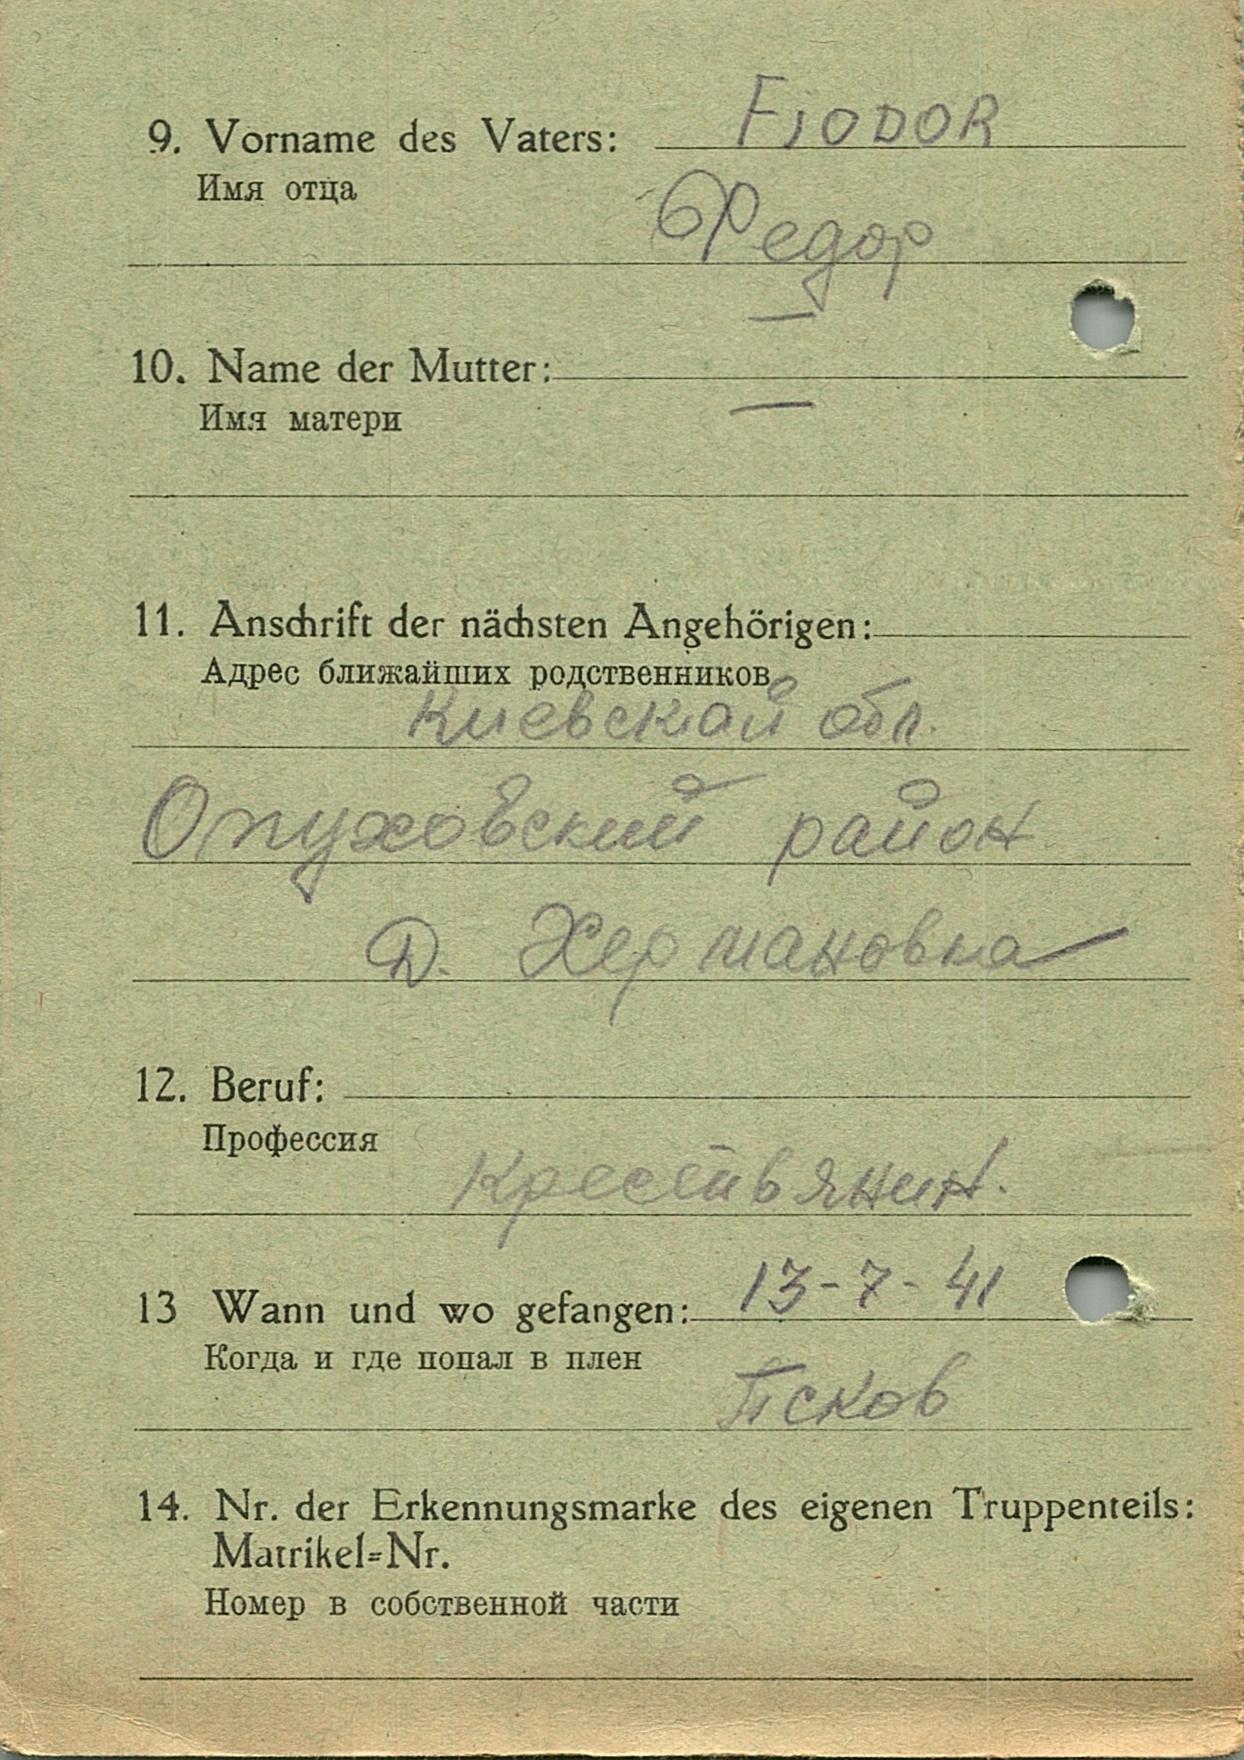 9. Vorname des Vaters: FJODOR
Имя отца
Федор
—
10. Name der Mutter:
Имя матери —
11. Anschrift der nächsten Angehörigen:
Адрес ближайших родственников
Киевской обл.
Опуховский район
Д. Хермановка
12. Beruf:
Профессия
Крестьянин.
13 Wann und wo gefangen: 13-7-41
Когда и где попал в плен
Псков
14. Nr. der Erkennungsmarke des eigenen Truppenteils:
Matrikel=Nr.
Номер в собственной части